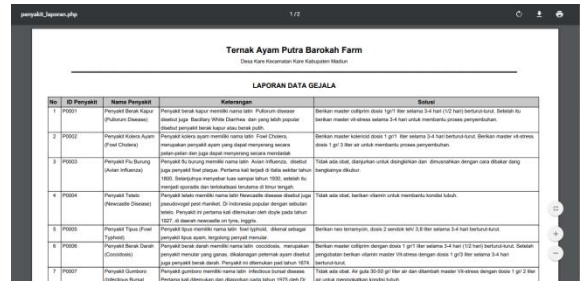 penyakit_laporan.php
1 / 2
Ternak Ayam Putra Barokah Farm
Desa Kare Kecamatan Kare Kabupaten Madiun
LAPORAN DATA GEJALA
No ID Penyakit Nama Penyakit Keterangan Solusi
1 P0001 Penyakit Berak Kapur Penyakit berak kapur memiliki nama latin Pullorum disease Berikan master coliprim dosis 1gr/1 liter selama 3-4 hari (1/2 hari) berturut-turut. Setelah itu
(Pullorum Disease) disebut juga Bacillary White Diarrhea dan yang lebih populer berikan master vit-stress selama 3-4 hari untuk membantu proses penyembuhan.
disebut penyakit berak kapur atau berak putih.
2 P0002 Penyakit Kolera Ayam Penyakit kolera ayam memiliki nama latin Fowl Cholera, Berikan master kolericid dosis 1 gr/1 liter selama 3-4 hari berturut-turut. Berikan master vit-stress
(Fowl Cholera) merupakan penyakit ayam yang dapat menyerang secara dosis 1 gr/ 3 liter air untuk membantu proses penyembuhan.
pelan-pelan dan juga dapat menyerang secara mendadak
3 P0003 Penyakit Flu Burung Penyakit flu burung memiliki nama latin Avian Influenza, disebut Tidak ada obat, dianjurkan untuk disingkirkan dan dimusnahkan dengan cara dibakar dang
(Avian Influenza) juga penyakit fowl plaque. Pertama kali terjadi di italia sekitar tahun bangkainya dikubur.
1800. Selanjutnya menyebar luas sampai tahun 1930, setelah itu
menjadi sporadis dan terlokalisasi terutama di timur tengah.
4 P0004 Penyakit Tetelo Penyakit tetelo memiliki nama latin Newcastle disease disebut juga Tidak ada obat, berikan vitamin untuk membantu kondisi tubuh.
(Newcastle Disease) pseudovogel pest rhaniket. Di Indonesia populer dengan sebutan
tetelo. Penyakit ini pertama kali ditemukan oleh doyle pada tahun
1927, di daerah newcastle on tyne, inggris.
5 P0005 Penyakit Tipus (Fowl Penyakit tipus memiliki nama latin fowl typhoid, dikenal sebagai Berikan neo terramycin, dosis 2 sendok teh/ 3,8 liter selama 3-4 hari berturut-turut.
Typhoid) penyakit tipus ayam, tergolong penyait menular.
6 P0006 Penyakit Berak Darah Penyakit berak darah memiliki nama latin coccidosis, merupakan Berikan master coliprim dengan dosis 1 gr/1 liter selama 3-4 hari (1/2 hari) berturut-turut. Setelah
(Coccidosis) penyakit menular yang ganas, dikalanagan peternak ayam disebut pengobatan berikan vitamin master Vit-stress dengan dosis 1 gr/3 liter selama 3-4 hari
juga penyakit berak darah. Penyakit ini ditemukan pad tahun 1674. berturut-turut.
7 P0007 Penyakit Gumboro Penyakit gumboro memiliki nama latin infectious bursal disease. Tidak ada obat. Air gula 30-50 gr/ liter air dan ditambah master Vit-stress dengan dosis 1 gr/ 2 liter
(Infectious Bursal Pertama kali ditemukan dan dilaporkan pada tahun 1975 oleh Dr. air untuk meningkatkan kondisi tubuh.